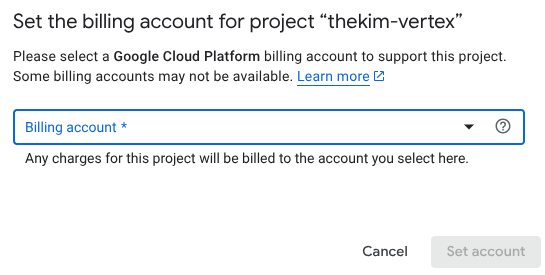 Set the billing account for project “thekim-vertex”
Please select a Google Cloud Platform billing account to support this project.
Some billing accounts may not be available. Learn more
Billing account *
Any charges for this project will be billed to the account you select here.
Cancel
Set account